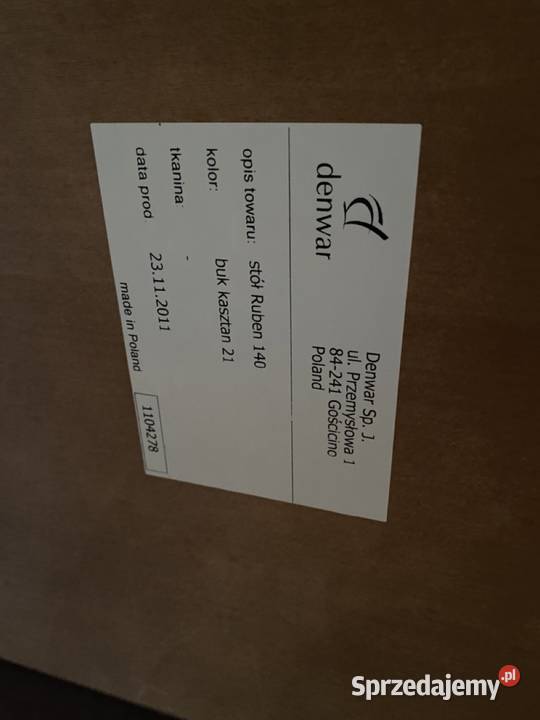 denwar
Denwar Sp. J.
ul. Przemysłowa 1
84-241 Gościcino
Poland
opis towaru: stół Ruben 140
kolor: buk kasztan 21
tkanina: -
data prod 23.11.2011
made in Poland
1104278
Sprzedajemy.pl